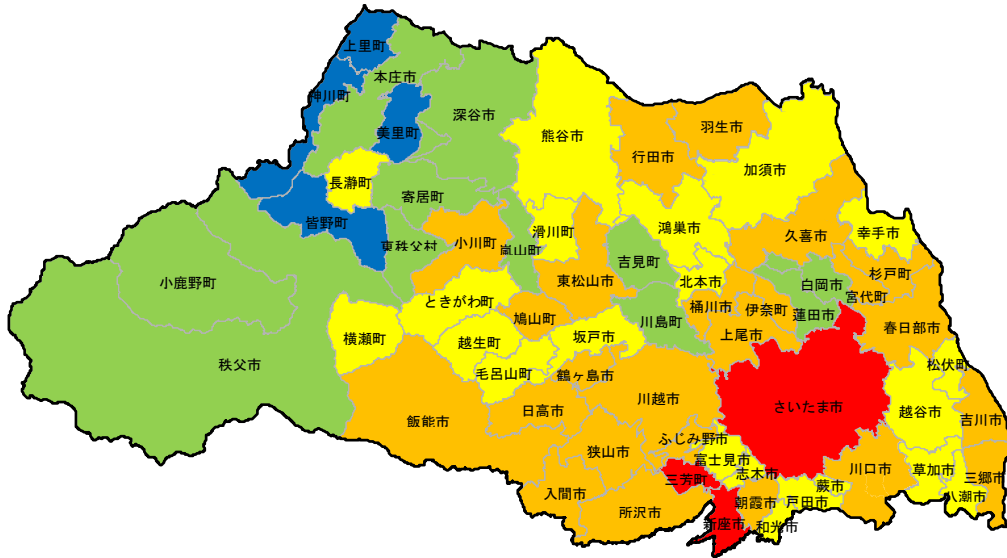 上里町
本庄市
神川町
深谷市
美里町
熊谷市
羽生市
行田市
加須市
長瀞町
寄居町
皆野町
東秩父村
小川町
嵐山町
滑川町
鴻巣市
久喜市
幸手市
東松山市
吉見町
北本市
杉戸町
小鹿野町
白岡市
宮代町
ときがわ町
鳩山町
川島町
桶川市
伊奈町
蓮田市
春日部市
横瀬町
越生町
坂戸市
上尾市
秩父市
毛呂山町
鶴ヶ島市
松伏町
飯能市
日高市
川越市
さいたま市
越谷市
吉川市
ふじみ野市
狭山市
富士見市
志木市
川口市
草加市
三郷市
三芳町
蕨市
入間市
所沢市
朝霞市
戸田市
八潮市
新座市
和光市